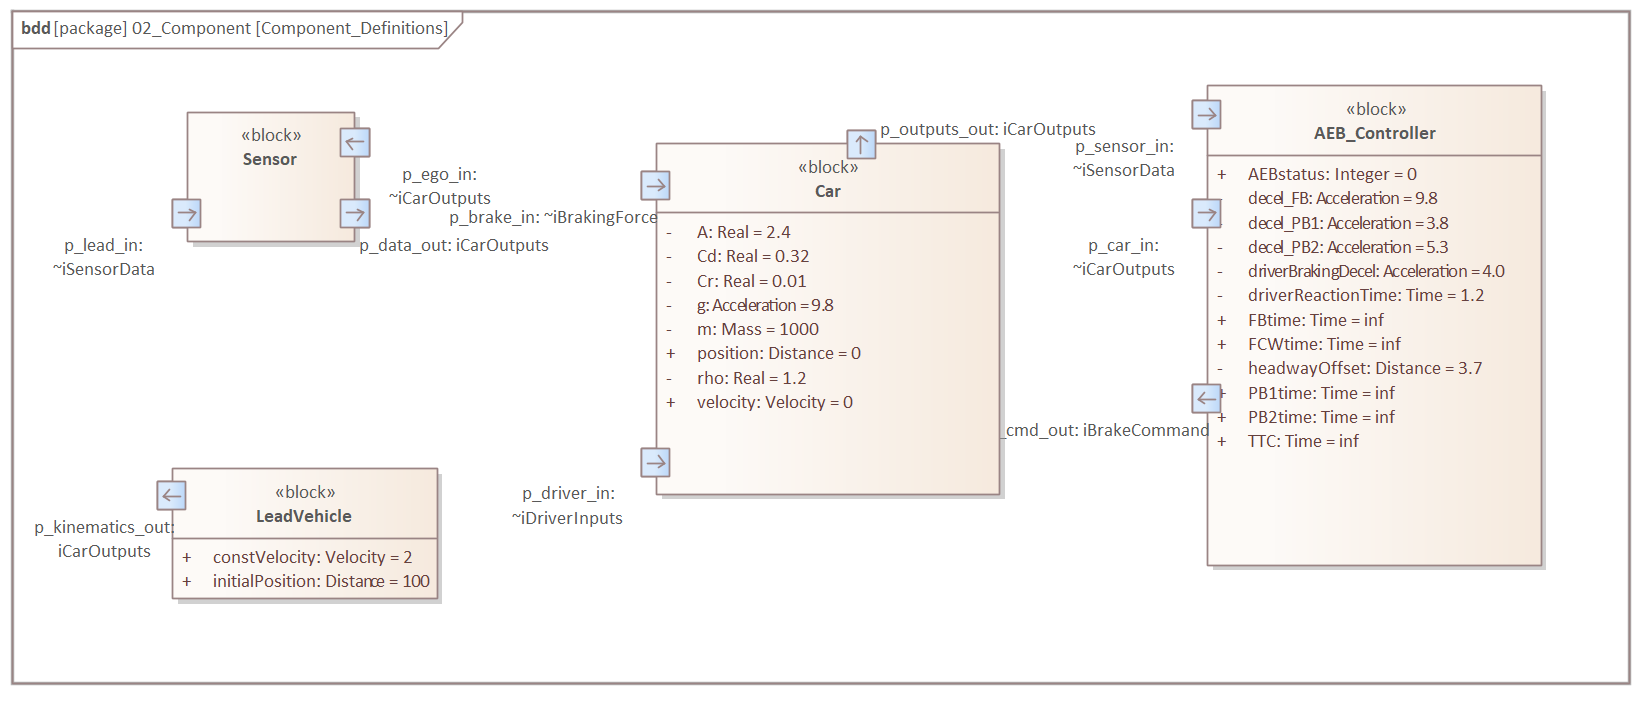 bdd [package] 02_Component [Component_Definitions]
«block»
Sensor
p_ego_in:
~iCarOutputs
p_lead_in:
~iSensorData
p_data_out: iCarOutputs
«block»
LeadVehicle
+ constVelocity: Velocity = 2
+ initialPosition: Distance = 100
p_kinematics_out:
iCarOutputs
p_brake_in: ~iBrakingForce
p_outputs_out: iCarOutputs
«block»
Car
- A: Real = 2.4
- Cd: Real = 0.32
- Cr: Real = 0.01
- g: Acceleration = 9.8
- m: Mass = 1000
+ position: Distance = 0
- rho: Real = 1.2
+ velocity: Velocity = 0
p_driver_in:
~iDriverInputs
p_sensor_in:
~iSensorData
p_car_in:
~iCarOutputs
_cmd_out: iBrakeCommand
«block»
AEB_Controller
+ AEBstatus: Integer = 0
- decel_FB: Acceleration = 9.8
- decel_PB1: Acceleration = 3.8
- decel_PB2: Acceleration = 5.3
- driverBrakingDecel: Acceleration = 4.0
- driverReactionTime: Time = 1.2
+ FBtime: Time = inf
+ FCWtime: Time = inf
- headwayOffset: Distance = 3.7
+ PB1time: Time = inf
+ PB2time: Time = inf
+ TTC: Time = inf